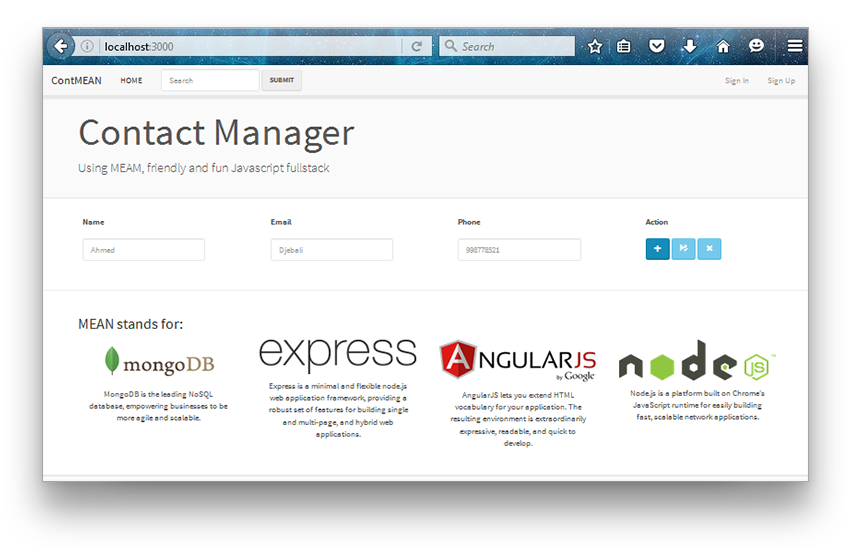 localhost:3000
Search
ContMEAN HOME Search SUBMIT Sign In Sign Up
Contact Manager
Using MEAM, friendly and fun Javascript fullstack
Name Email Phone Action
Ahmed Djebali 998778521
MEAN stands for:
mongoDB
MongoDB is the leading NoSQL
database, empowering businesses to be
more agile and scalable.
express
Express is a minimal and flexible node.js
web application framework, providing a
robust set of features for building single
and multi-page, and hybrid web
applications.
ANGULARJS
by Google
AngularJS lets you extend HTML
vocabulary for your application. The
resulting environment is extraordinarily
expressive, readable, and quick to
develop.
node JS ™
Node.js is a platform built on Chrome's
JavaScript runtime for easily building
fast, scalable network applications.